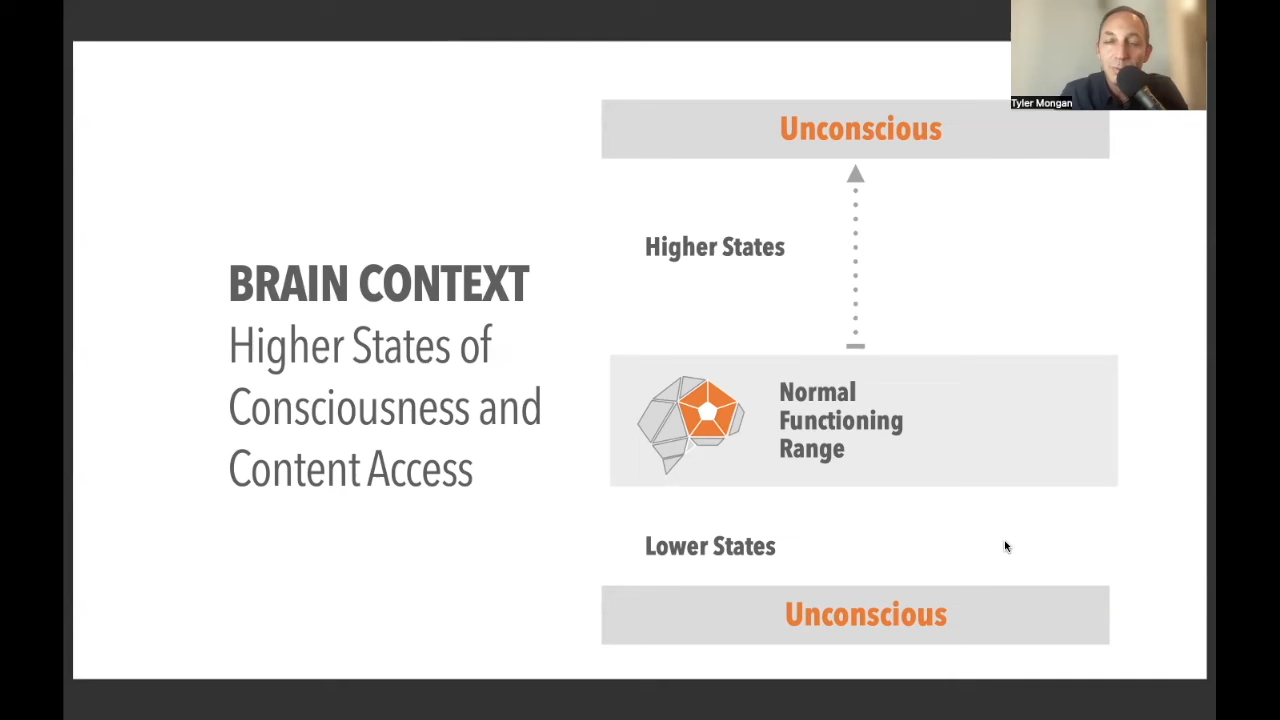 Tyler Mongan
Unconscious
Higher States
BRAIN CONTEXT
Higher States of
Consciousness and
Content Access
Normal
Functioning
Range
Lower States
Unconscious